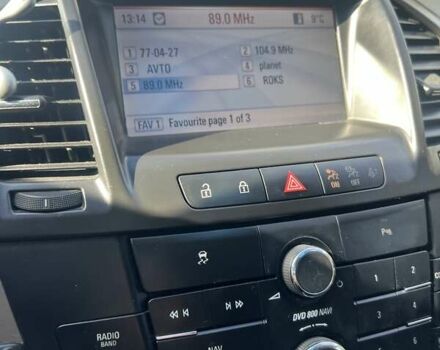 13:14 89.0 MHz 9°C
1 77-04-27 2 104.9 MHz
3 AVTO 4 planet
5 89.0 MHz 6 ROKS
FAV 1 Favourite page 1 of 3
ON OFF
P
1 2
3 4
DVD 800 NAVI
RADIO
BAND
NAV